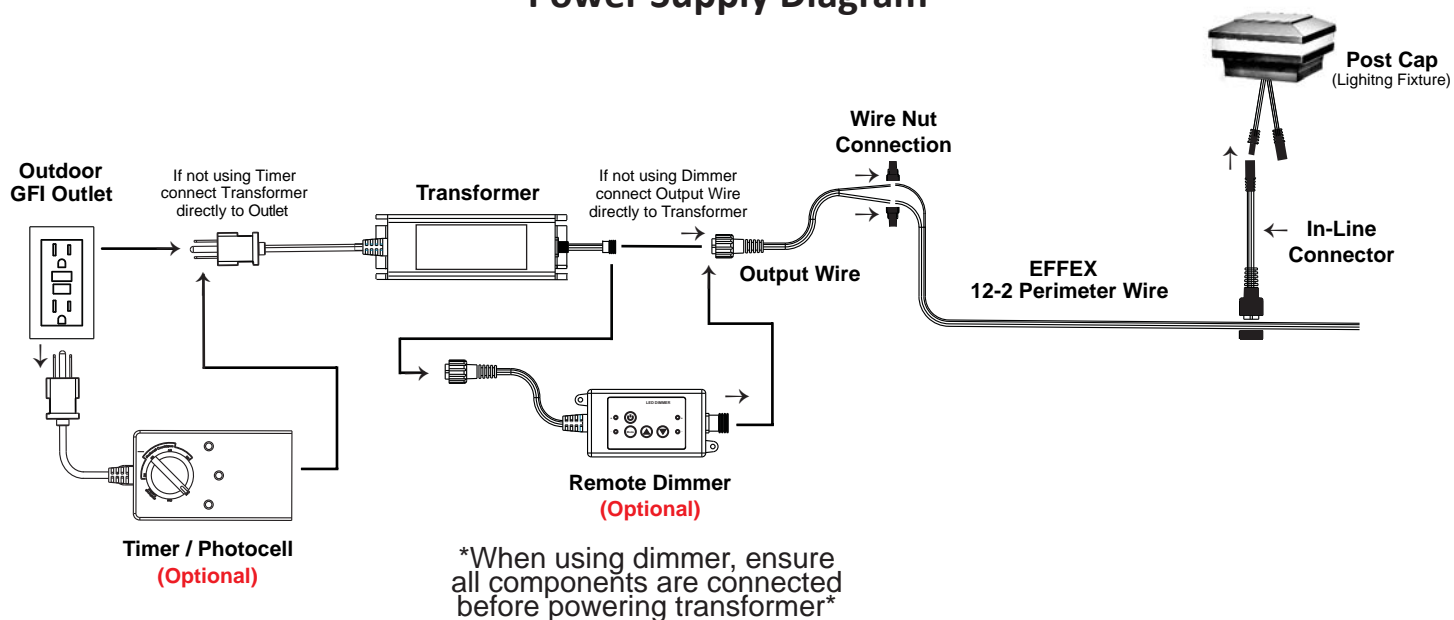 Power Supply Diagram
Post Cap
(Lighitng Fixture)
Wire Nut
Connection
Outdoor
GFI Outlet
If not using Timer
connect Transformer
directly to Outlet
Transformer
If not using Dimmer
connect Output Wire
directly to Transformer
In-Line
Connector
Output Wire
EFFEX
12-2 Perimeter Wire
LED DIMMER
Remote Dimmer
(Optional)
Timer / Photocell
(Optional)
*When using dimmer, ensure
all components are connected
before powering transformer*